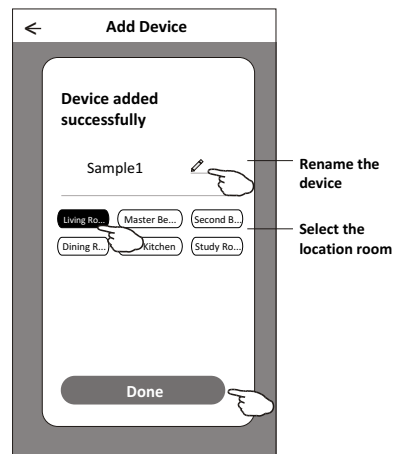 Add Device
Device added
successfully
Sample1
Rename the
device
Living Ro...
Master Be...
Second B...
Select the
location room
Dining R...
Kitchen
Study Ro...
Done